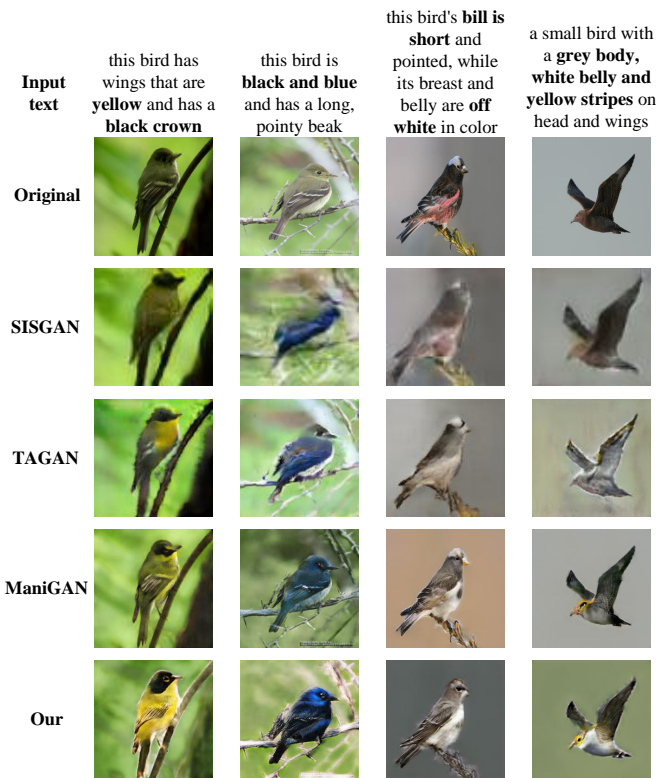 Input
text
this bird has
wings that are
yellow and has a
black crown
this bird is
black and blue
and has a long,
pointy beak
this bird's bill is
short and
pointed, while
its breast and
belly are off
white in color
a small bird with
a grey body,
white belly and
yellow stripes on
head and wings
Original
SISGAN
TAGAN
ManiGAN
Our